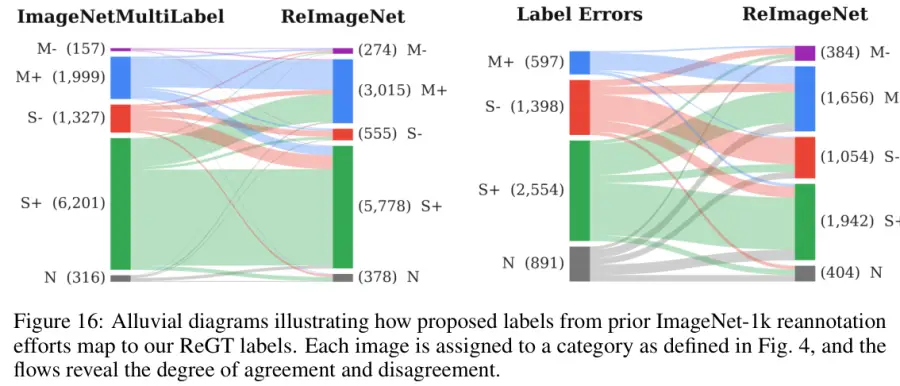 ImageNetMultiLabel ReImageNet
M- (157) (274) M-
M+ (1,999) (3,015) M+
S- (1,327) (555) S-
S+ (6,201) (5,778) S+
N (316) (378) N
Label Errors ReImageNet
M+ (597) (384) M-
S- (1,398) (1,656) M
S+ (2,554) (1,054) S-
N (891) (1,942) S+
(404) N
Figure 16: Alluvial diagrams illustrating how proposed labels from prior ImageNet-1k reannotation
efforts map to our ReGT labels. Each image is assigned to a category as defined in Fig. 4, and the
flows reveal the degree of agreement and disagreement.